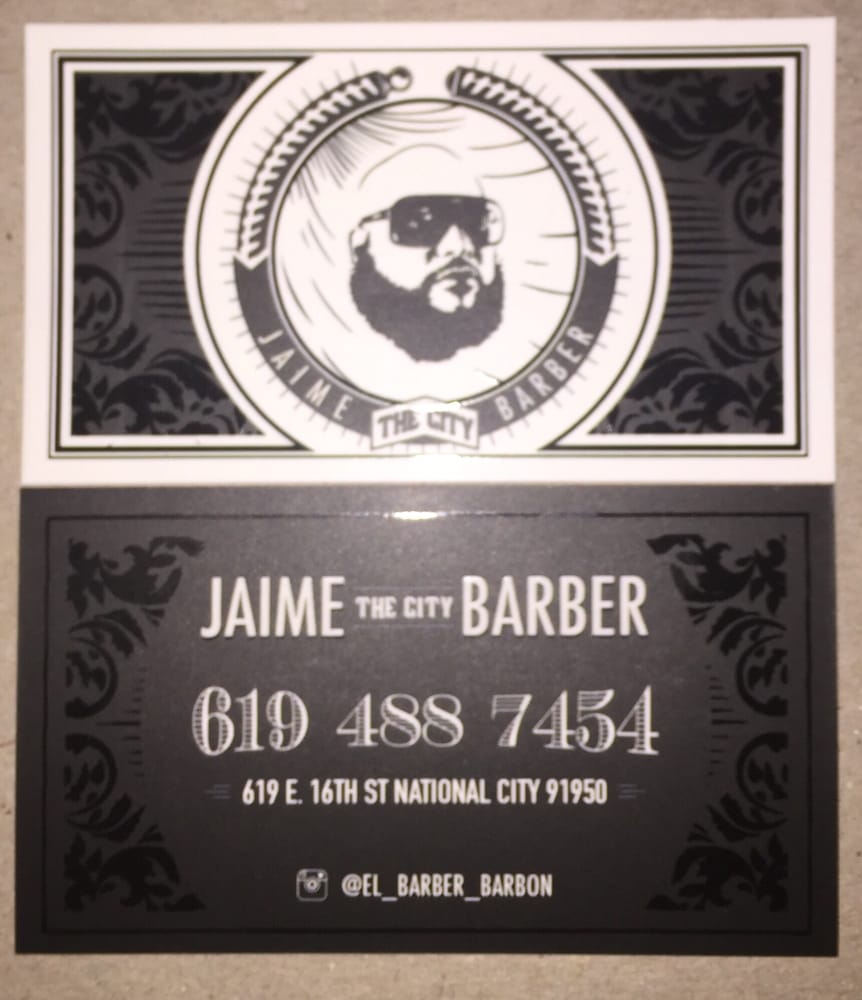 JAIME THE CITY BARBER
JAIME THE CITY BARBER
619 488 7454
619 E. 16TH ST NATIONAL CITY 91950
@EL_BARBER_BARBON